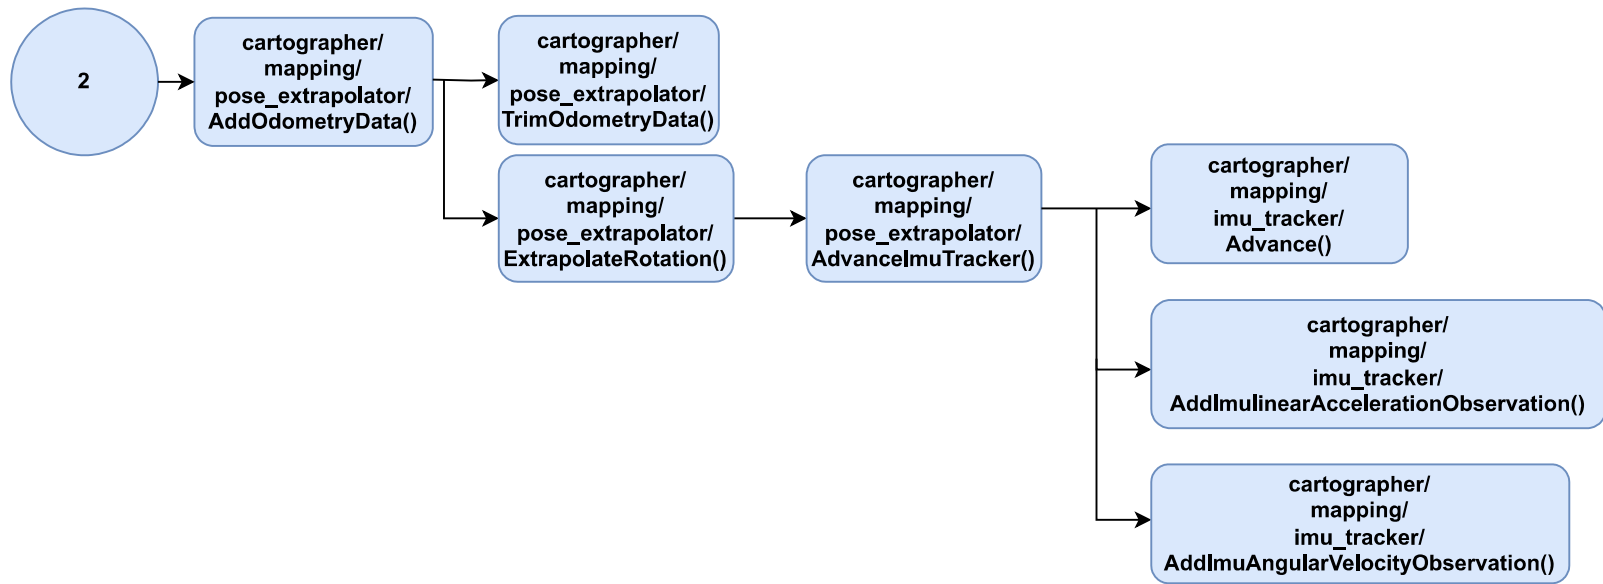 2
cartographer/
mapping/
pose_extrapolator/
AddOdometryData()
cartographer/
mapping/
pose_extrapolator/
TrimOdometryData()
cartographer/
mapping/
pose_extrapolator/
ExtrapolateRotation()
cartographer/
mapping/
pose_extrapolator/
AdvanceImuTracker()
cartographer/
mapping/
imu_tracker/
Advance()
cartographer/
mapping/
imu_tracker/
AddImulinearAccelerationObservation()
cartographer/
mapping/
imu_tracker/
AddImuAngularVelocityObservation()